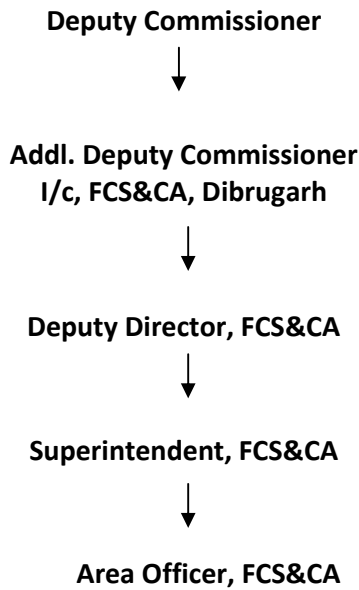 Deputy Commissioner
Addl. Deputy Commissioner
I/c, FCS&CA, Dibrugarh
Deputy Director, FCS&CA
Superintendent, FCS&CA
Area Officer, FCS&CA